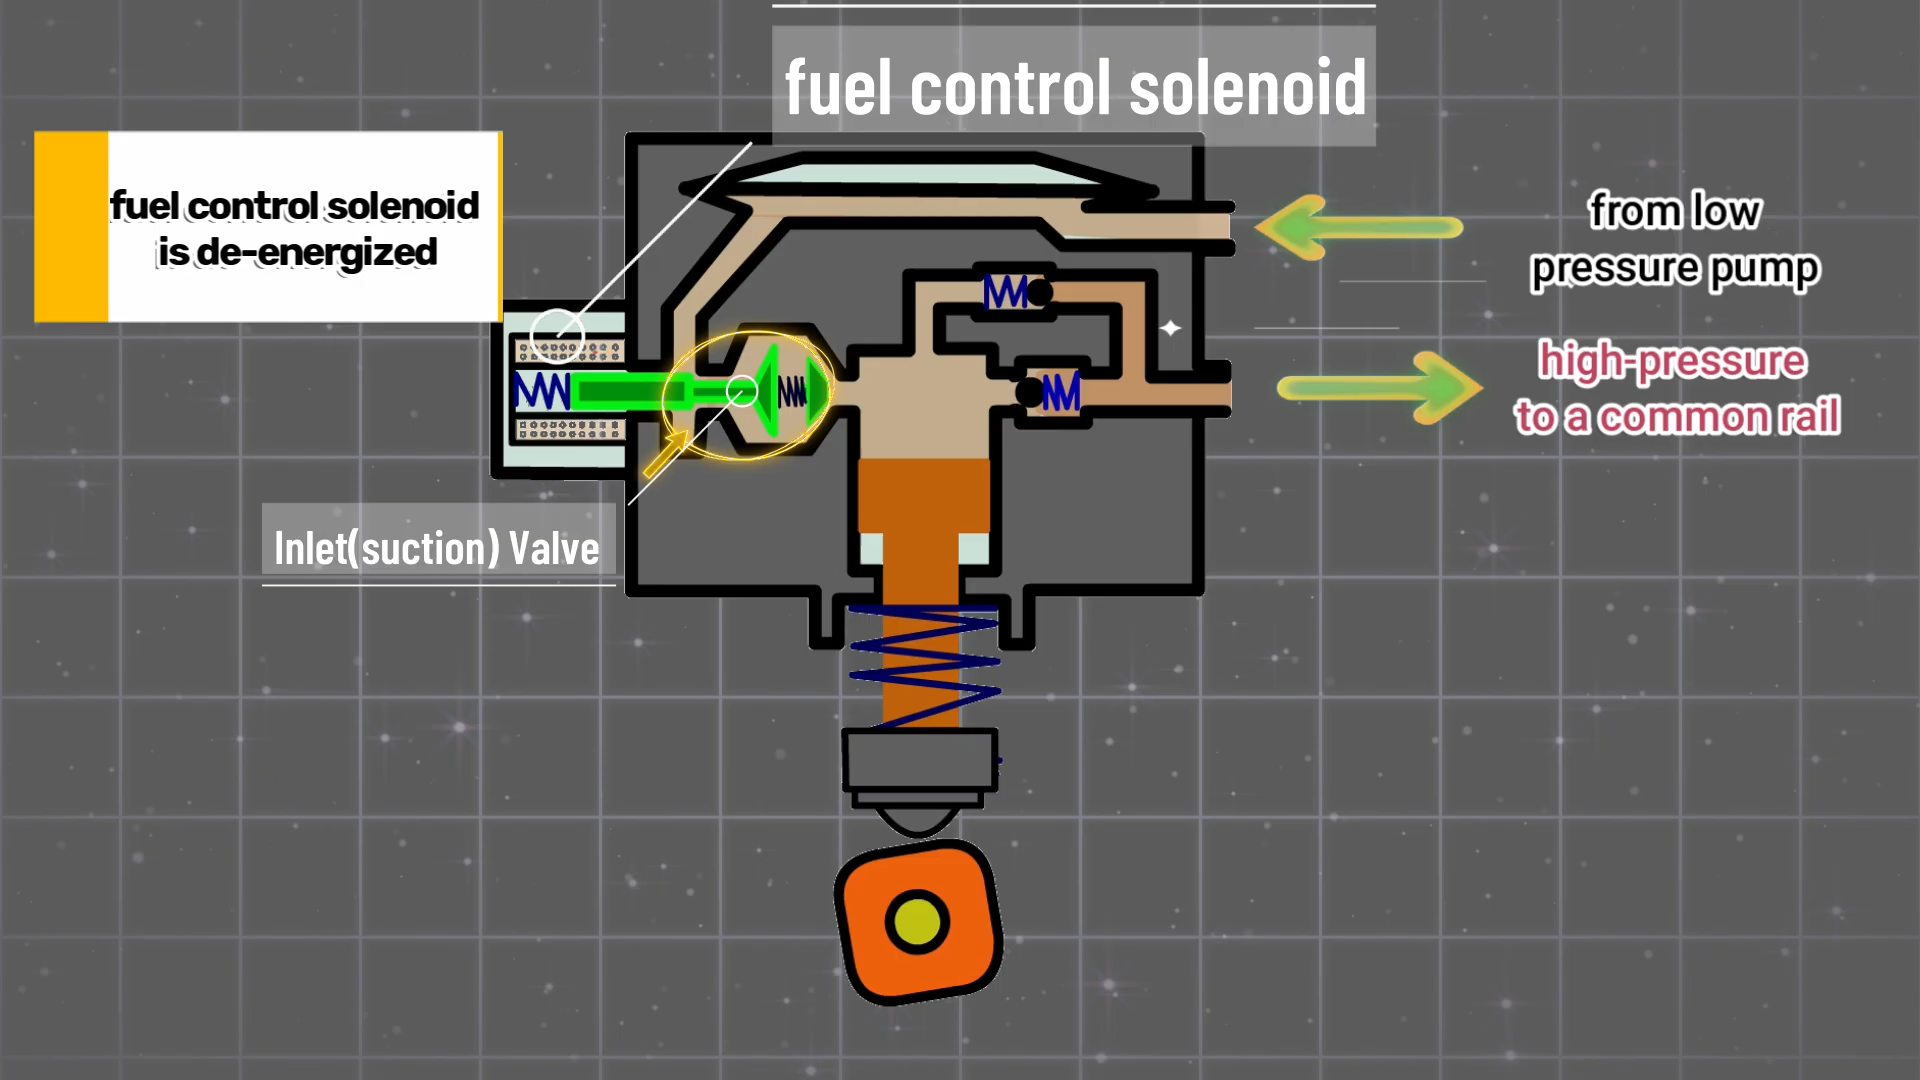 fuel control solenoid
fuel control solenoid
is de-energized
from low
pressure pump
high-pressure
to a common rail
Inlet(suction) Valve